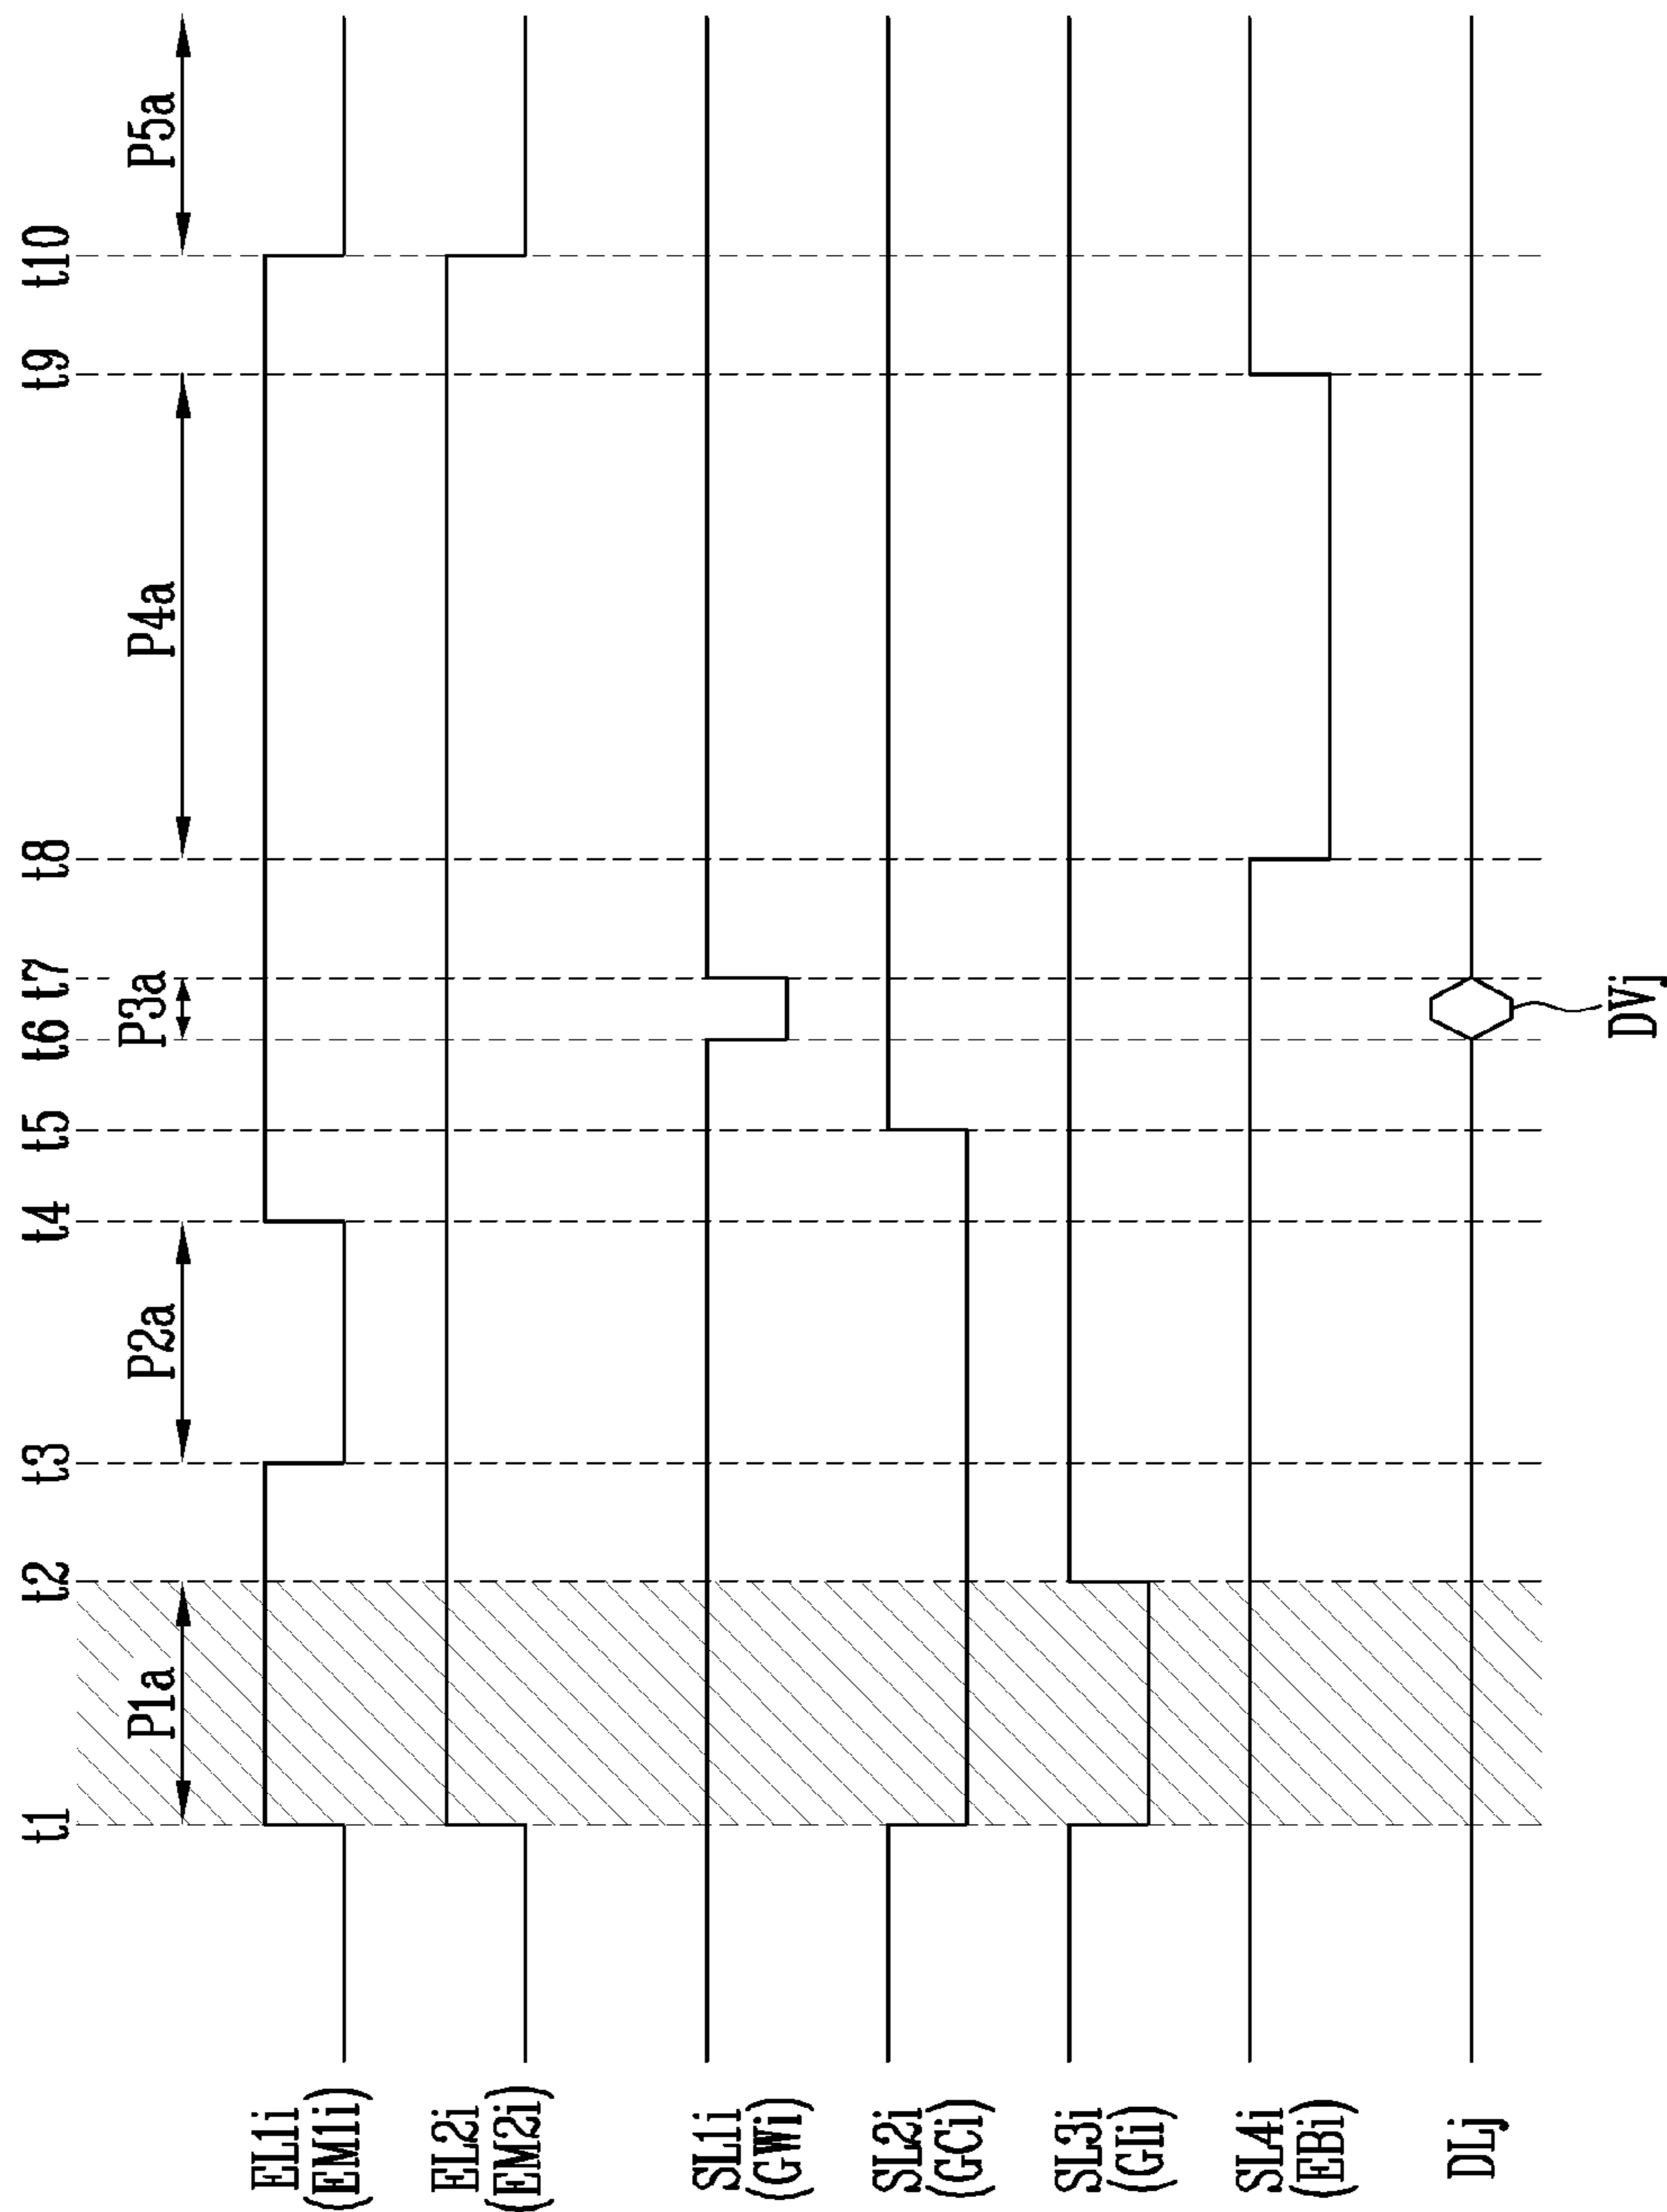 t1 t2 t3 t4 t5 t6 t7 t8 t9 t10
P1a P2a P3a P4a P5a
EL1i
(EM1i)
EL2i
(EM2i)
SL1i
(GWi)
SL2i
(GCi)
SL3i
(GIi)
SL4i
(EBi)
DLj
DVj